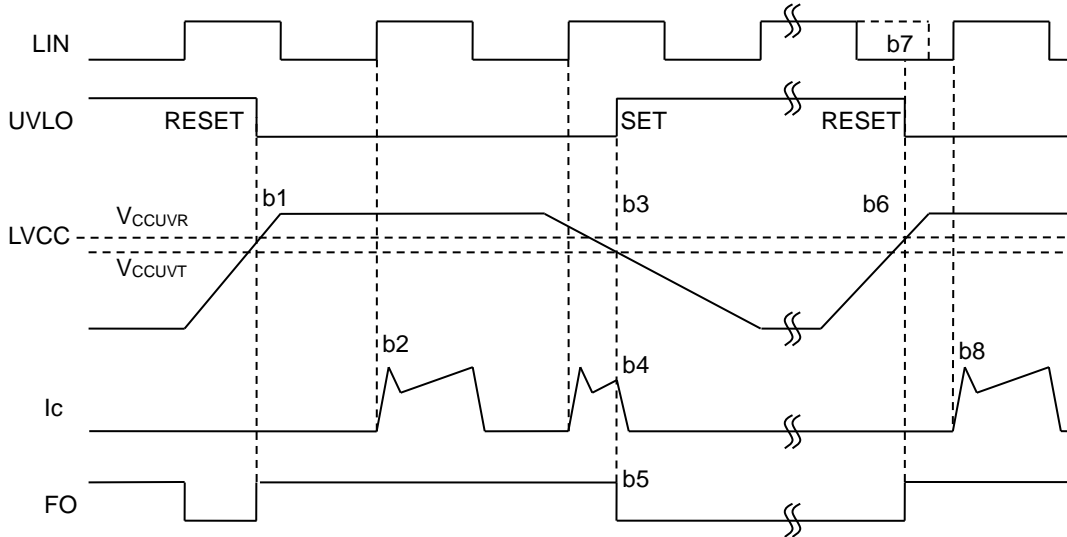 LIN
b7
UVLO
RESET
SET
RESET
b1
b3
b6
VCCUVR
LVCC
VCCUVT
b2
b4
b8
Ic
b5
FO